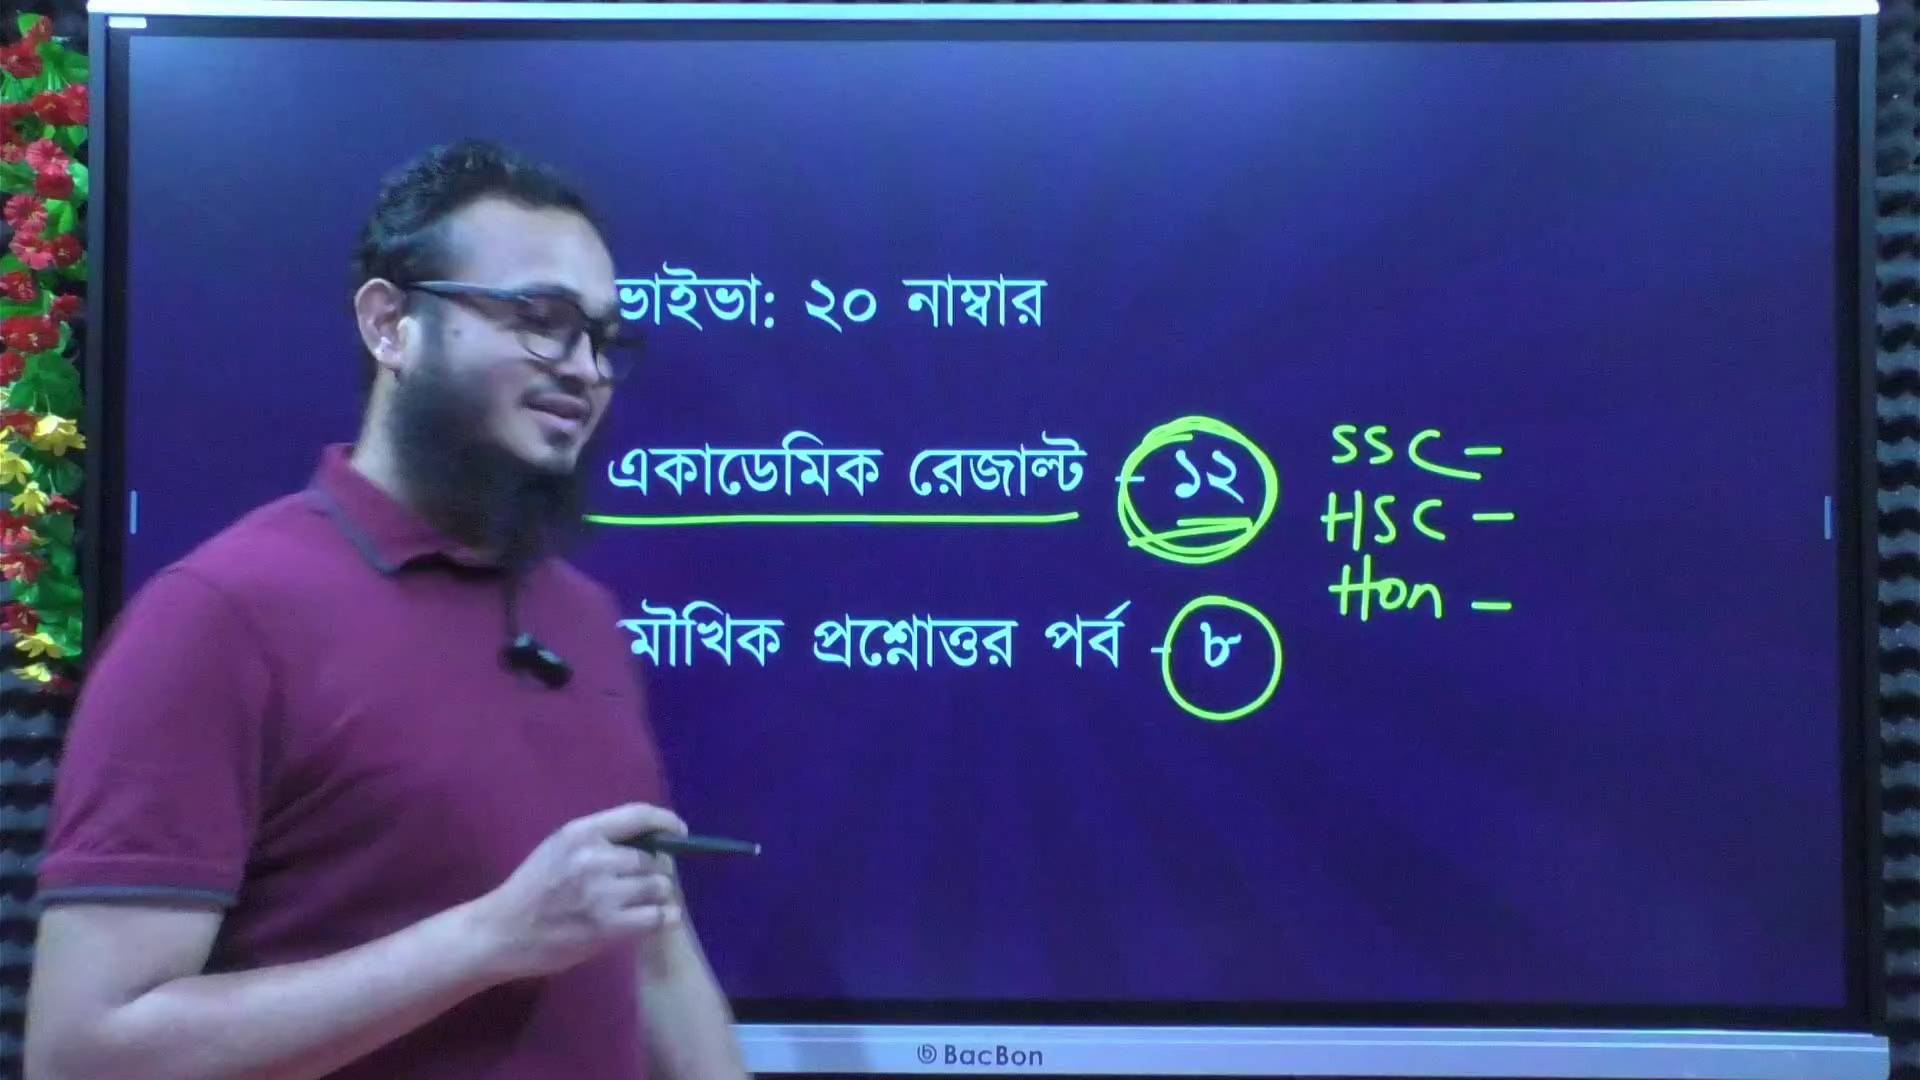 ভাইভা: ২০ নাম্বার
একাডেমিক রেজাল্ট - ১২
SSC -
HSC -
Hon -
মৌখিক প্রশ্নোত্তর পর্ব - ৮
BacBon